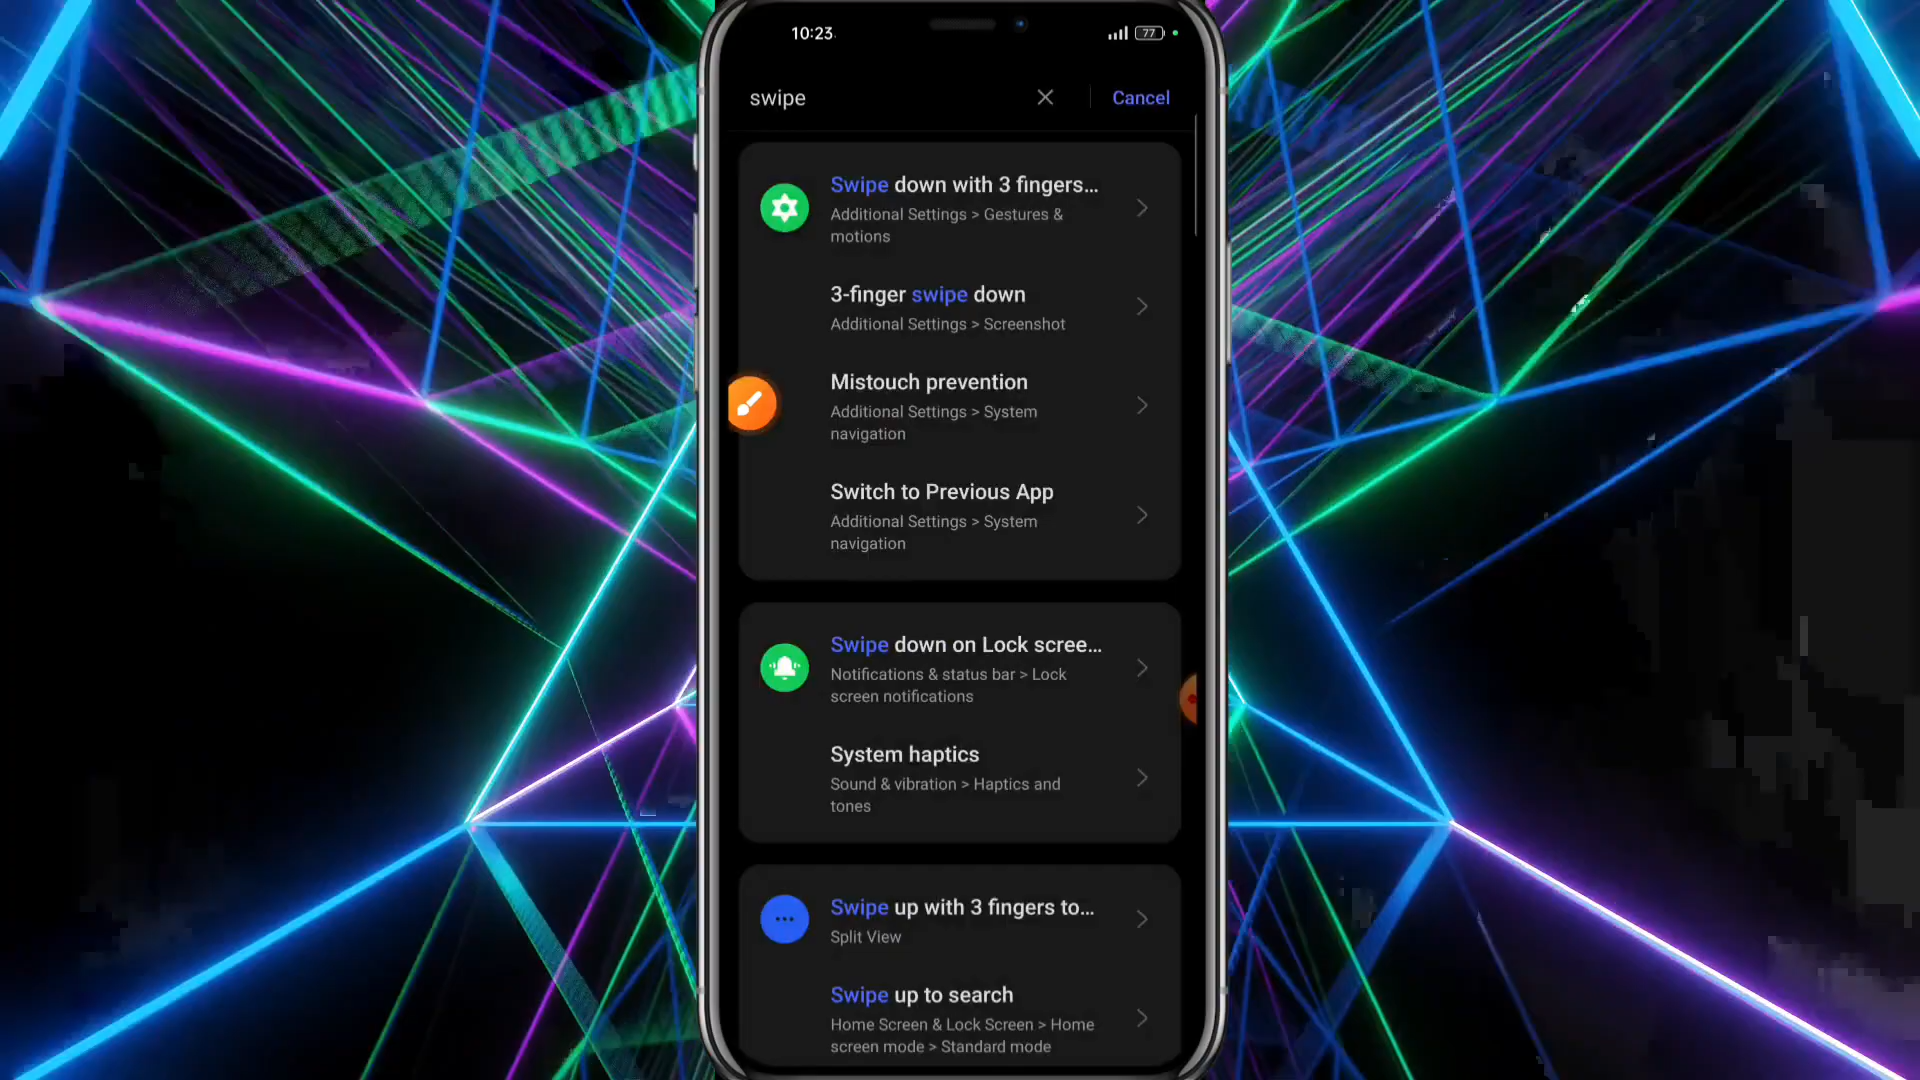 10:23
77
swipe
Cancel
Swipe down with 3 fingers...
Additional Settings > Gestures &
motions
3-finger swipe down
Additional Settings > Screenshot
Mistouch prevention
Additional Settings > System
navigation
Switch to Previous App
Additional Settings > System
navigation
Swipe down on Lock scree...
Notifications & status bar > Lock
screen notifications
System haptics
Sound & vibration > Haptics and
tones
Swipe up with 3 fingers to...
Split View
Swipe up to search
Home Screen & Lock Screen > Home
screen mode > Standard mode